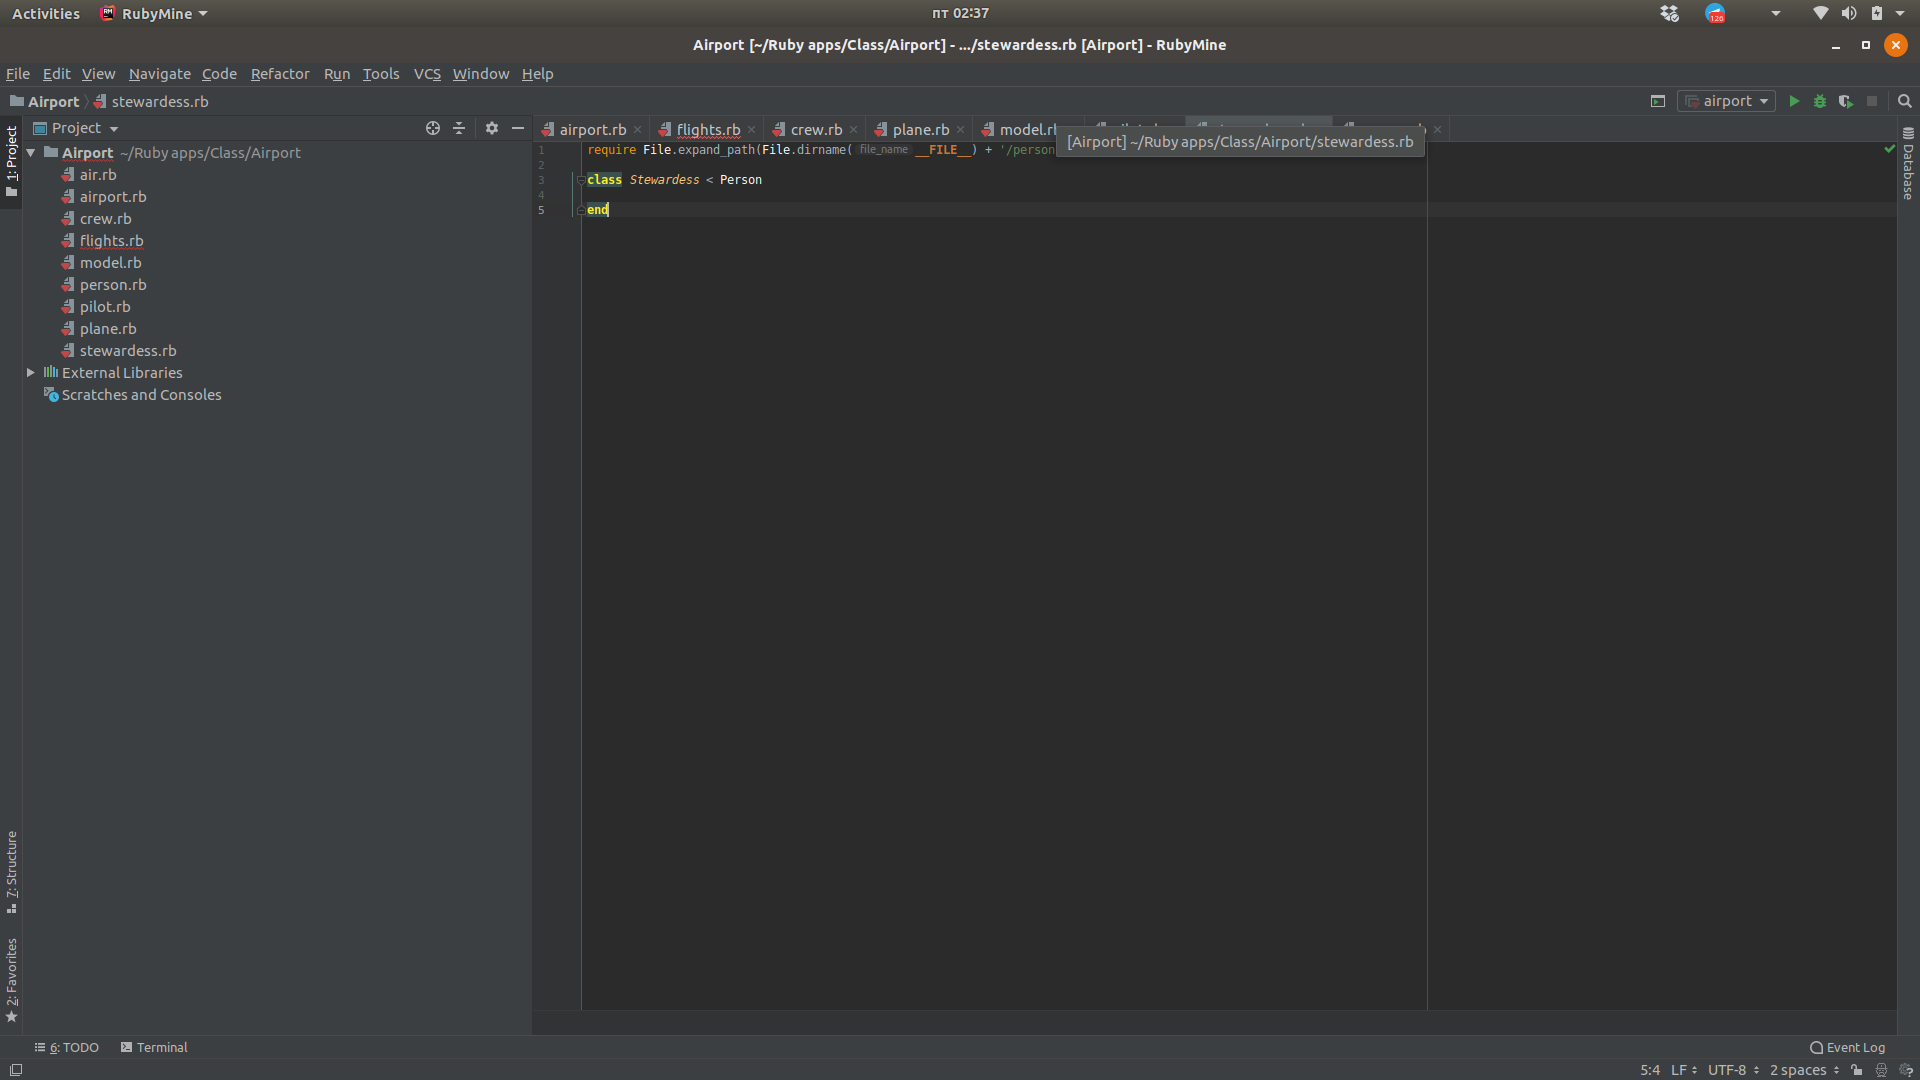 Activities RubyMine пт 02:37 126
Airport [~/Ruby apps/Class/Airport] - .../stewardess.rb [Airport] - RubyMine
File Edit View Navigate Code Refactor Run Tools VCS Window Help
Airport stewardess.rb airport
1: Project
Project
Airport ~/Ruby apps/Class/Airport
air.rb
airport.rb
crew.rb
flights.rb
model.rb
person.rb
pilot.rb
plane.rb
stewardess.rb
External Libraries
Scratches and Consoles
airport.rb flights.rb crew.rb plane.rb
[Airport] ~/Ruby apps/Class/Airport/stewardess.rb
1 require File.expand_path(File.dirname( file_name __FILE__) + '/person
2
3 class Stewardess < Person
4
5 end
Database
7: Structure
2: Favorites
6: TODO Terminal Event Log
5:4 LF UTF-8 2 spaces